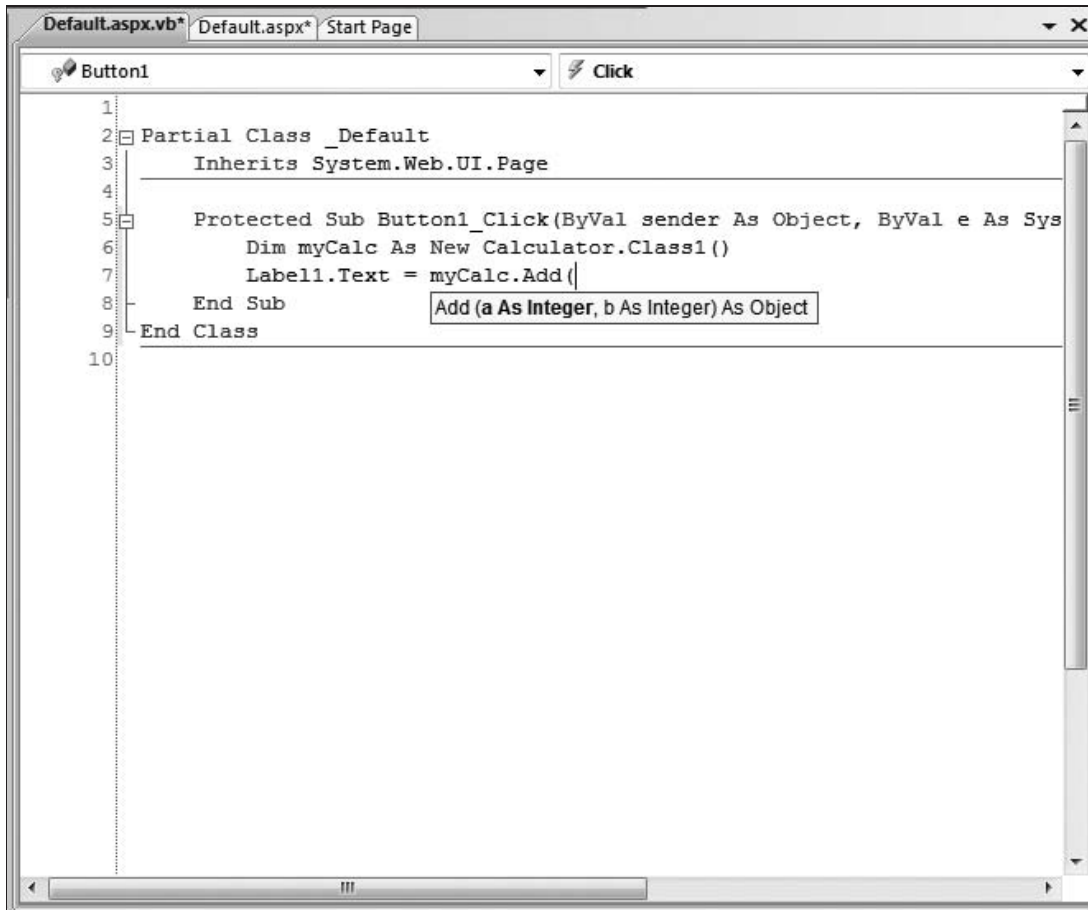 Default.aspx.vb* Default.aspx* Start Page
Button1 Click
1
2 Partial Class _Default
3 Inherits System.Web.UI.Page
4
5 Protected Sub Button1_Click(ByVal sender As Object, ByVal e As Sys
6 Dim myCalc As New Calculator.Class1()
7 Label1.Text = myCalc.Add(
8 End Sub
Add (a As Integer, b As Integer) As Object
9 End Class
10